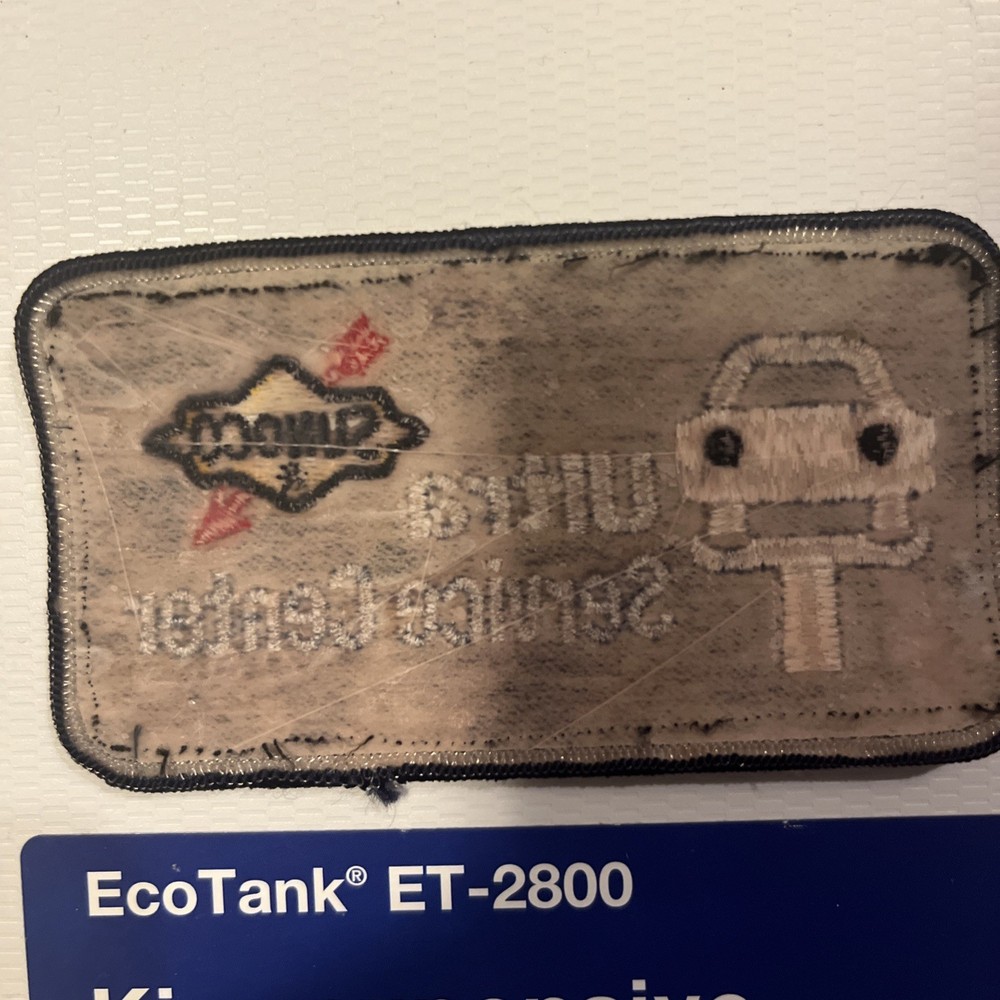 SUNOCO
Ultra
Service Center
EcoTank® ET-2800